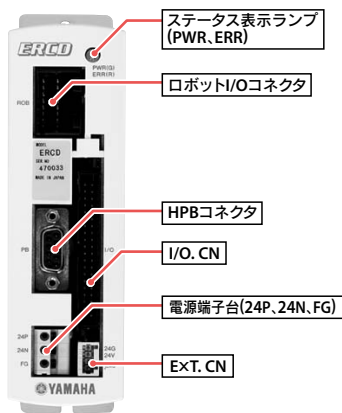 ステータス表示ランプ
(PWR、ERR)
ERCD
PWR(G)
ERR(R)
ロボットI/Oコネクタ
ROB
MODEL
ERCD
SER. NO
470033
MADE IN JAPAN
HPBコネクタ
PB
I/O
I/O. CN
電源端子台(24P、24N、FG)
24P
24N
FG
24G
24V
E×T. CN
YAMAHA